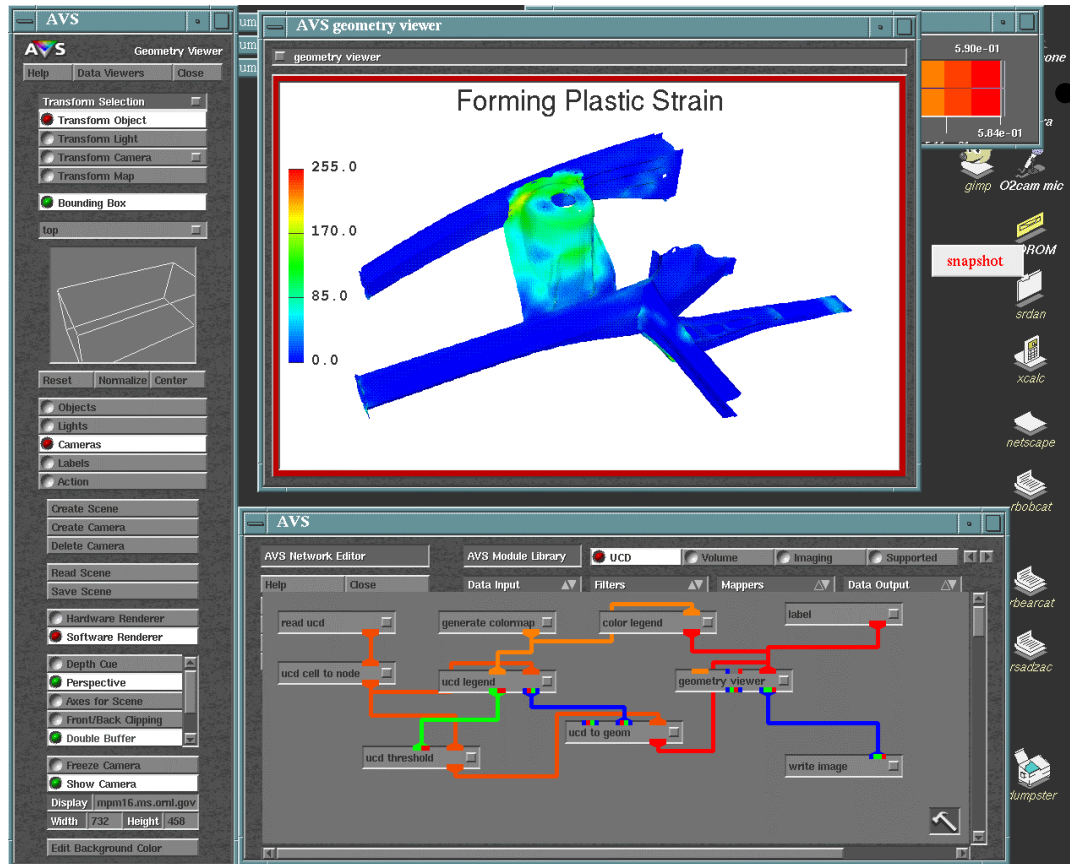 AVS
AVS
Geometry Viewer
Help
Data Viewers
Close
Transform Selection
Transform Object
Transform Light
Transform Camera
Transform Map
Bounding Box
top
Reset
Normalize
Center
Objects
Lights
Cameras
Labels
Action
Create Scene
Create Camera
Delete Camera
Read Scene
Save Scene
Hardware Renderer
Software Renderer
Depth Cue
Perspective
Axes for Scene
Front/Back Clipping
Double Buffer
Freeze Camera
Show Camera
Display mpm16.ms.ornl.gov
Width 732 Height 458
Edit Background Color
um
um
um
AVS geometry viewer
geometry viewer
Forming Plastic Strain
255.0
170.0
85.0
0.0
5.90e-01
5.84e-01
gimp
O2cam mic
snapshot
srdan
xcalc
netscape
rbobcat
rbearcat
rsadzac
dumpster
AVS
AVS Network Editor
AVS Module Library
UCD
Volume
Imaging
Supported
Help
Close
Data Input
Filters
Mappers
Data Output
read ucd
generate colormap
color legend
label
ucd cell to node
ucd legend
geometry viewer
ucd to geom
ucd threshold
write image